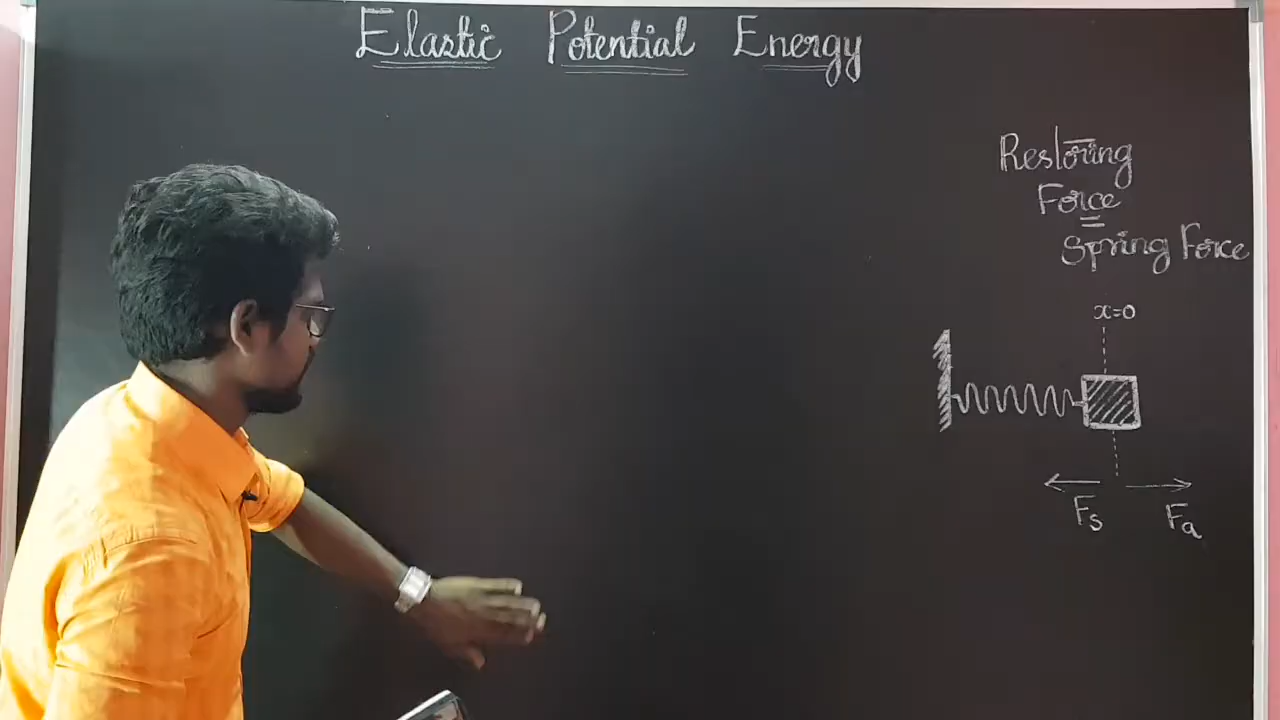 Elastic Potential Energy
Restoring
Force
=
Spring Force
x=0
Fs Fa